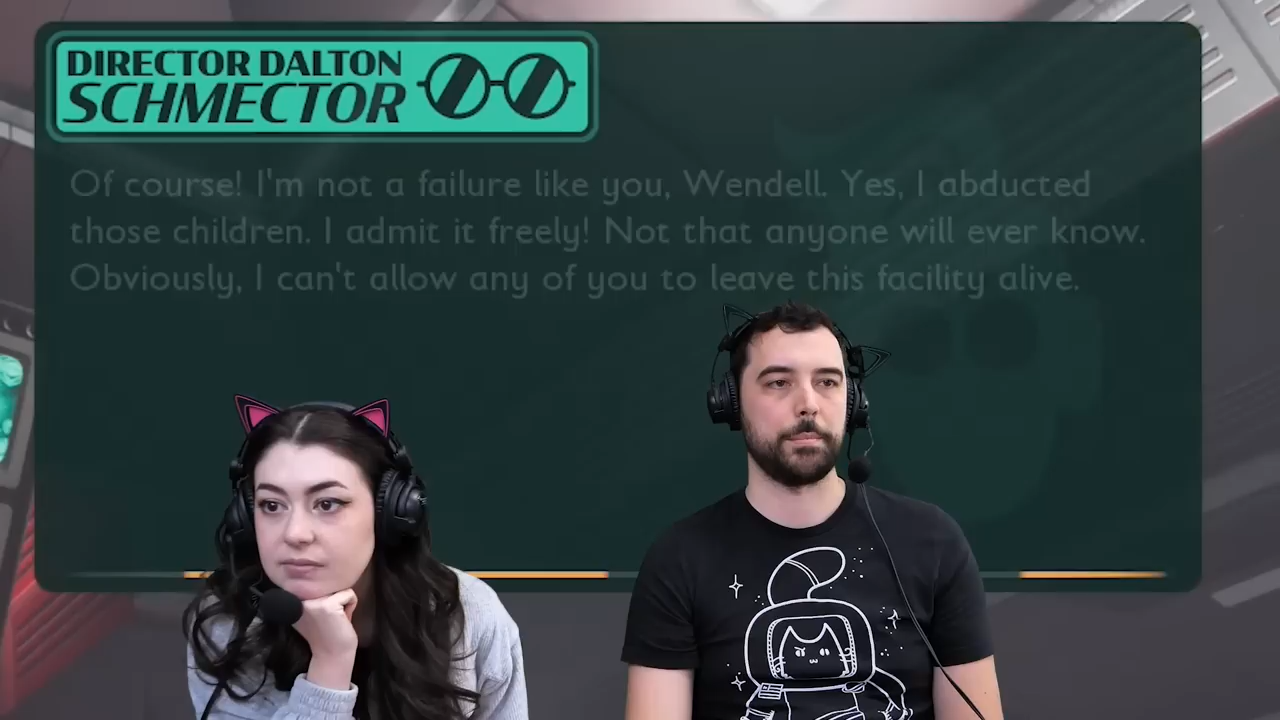 DIRECTOR DALTON
SCHMECTOR
Of course! I'm not a failure like you, Wendell. Yes, I abducted
those children. I admit it freely! Not that anyone will ever know.
Obviously, I can't allow any of you to leave this facility alive.